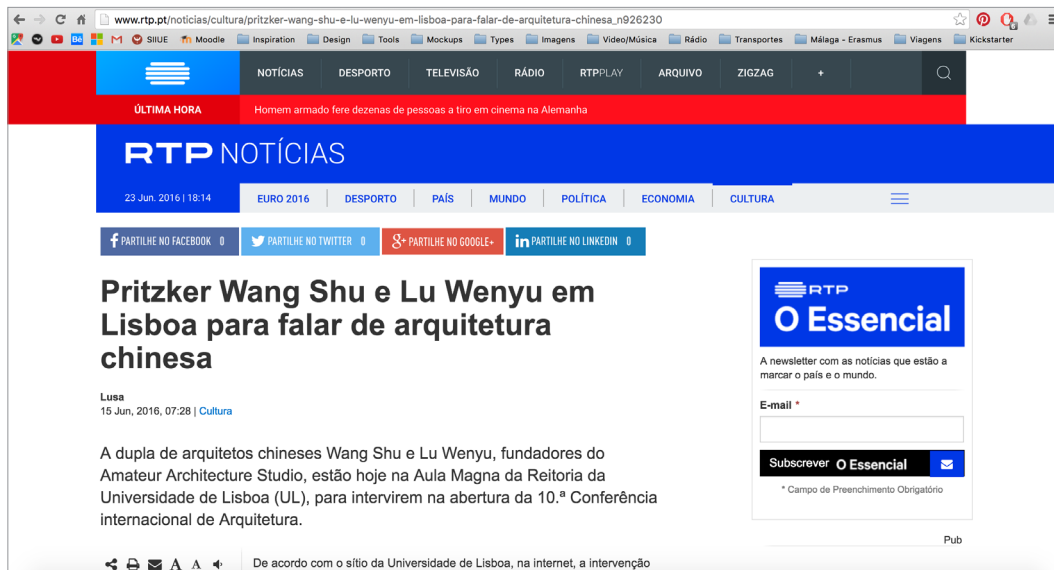 www.rtp.pt/noticias/cultura/pritzker-wang-shu-e-lu-wenyu-em-lisboa-para-falar-de-arquitetura-chinesa_n926230
Bē SIIUE Moodle Inspiration Design Tools Mockups Types Imagens Video/Música Rádio Transportes Málaga - Erasmus Viagens Kickstarter
NOTÍCIAS DESPORTO TELEVISÃO RÁDIO RTPPLAY ARQUIVO ZIGZAG +
ÚLTIMA HORA Homem armado fere dezenas de pessoas a tiro em cinema na Alemanha
RTP NOTÍCIAS
23 Jun. 2016 | 18:14 EURO 2016 DESPORTO PAÍS MUNDO POLÍTICA ECONOMIA CULTURA
f PARTILHE NO FACEBOOK 0 PARTILHE NO TWITTER 0 g+ PARTILHE NO GOOGLE+ in PARTILHE NO LINKEDIN 0
Pritzker Wang Shu e Lu Wenyu em
Lisboa para falar de arquitetura
chinesa
Lusa
15 Jun, 2016, 07:28 | Cultura
A dupla de arquitetos chineses Wang Shu e Lu Wenyu, fundadores do
Amateur Architecture Studio, estão hoje na Aula Magna da Reitoria da
Universidade de Lisboa (UL), para intervirem na abertura da 10.ª Conferência
internacional de Arquitetura.
A A De acordo com o sítio da Universidade de Lisboa, na internet, a intervenção
RTP
O Essencial
A newsletter com as notícias que estão a
marcar o país e o mundo.
E-mail *
Subscrever O Essencial
* Campo de Preenchimento Obrigatório
Pub